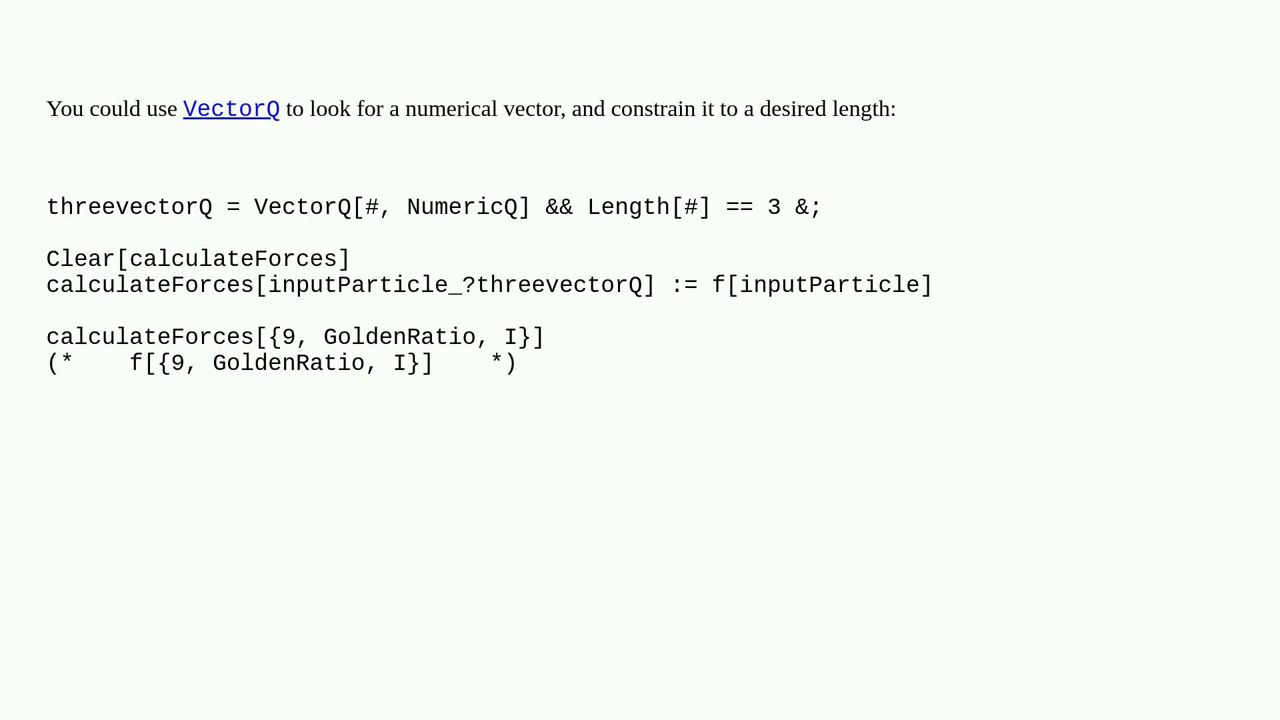 You could use VectorQ to look for a numerical vector, and constrain it to a desired length:
threevectorQ = VectorQ[#, NumericQ] && Length[#] == 3 &;
Clear[calculateForces]
calculateForces[inputParticle_?threevectorQ] := f[inputParticle]
calculateForces[{9, GoldenRatio, I}]
(*    f[{9, GoldenRatio, I}]    *)